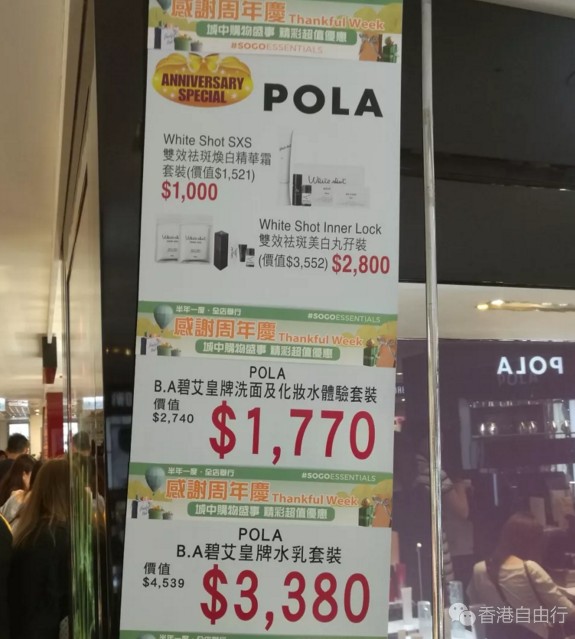 感謝周年慶 Thankful Week
城中購物盛事 精彩超值優惠
#SOGOESSENTIALS
ANNIVERSARY
SPECIAL
POLA
White Shot SXS
雙效祛斑煥白精華霜
套裝(價值$1,521)
$1,000
White Shot
White Shot Inner Lock
雙效祛斑美白丸孖裝
(價值$3,552) $2,800
半年一度·全店舉行
#SOGOESSENTIALS
感謝周年慶 Thankful Week
城中購物盛事 精彩超值優惠
POLA
B.A碧艾皇牌洗面及化妝水體驗套裝
價值
$2,740
$1,770
半年一度·全店舉行
#SOGOESSENTIALS
感謝周年慶 Thankful Week
城中購物盛事 精彩超值優惠
POLA
B.A碧艾皇牌水乳套裝
價值
$4,539
$3,380
POLA
香港自由行